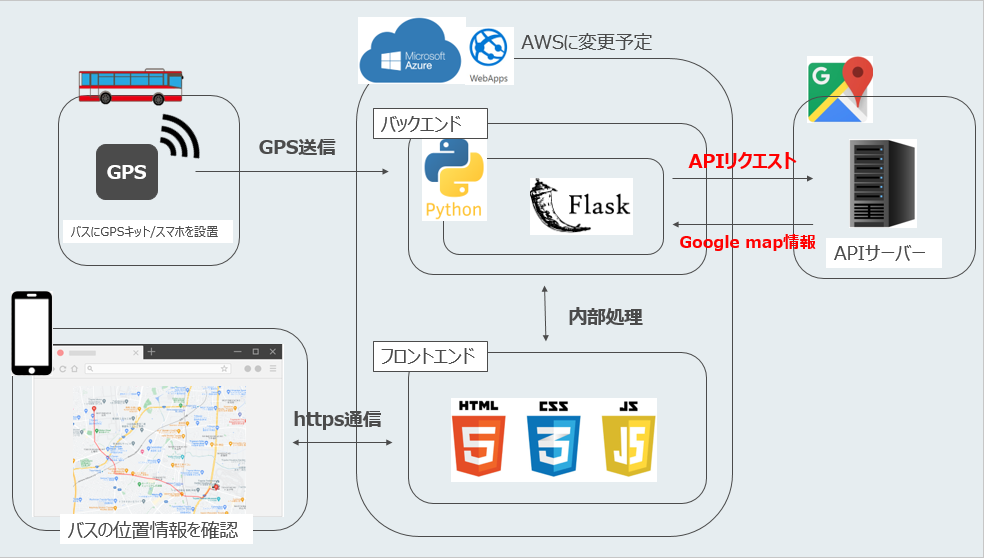 Microsoft
Azure
WebApps
AWSに変更予定
G
バックエンド
GPS
GPS送信
Python
Flask
APIリクエスト
Google map情報
APIサーバー
バスにGPSキット/スマホを設置
内部処理
フロントエンド
HTML
CSS
JS
5
3
JS
https通信
バスの位置情報を確認